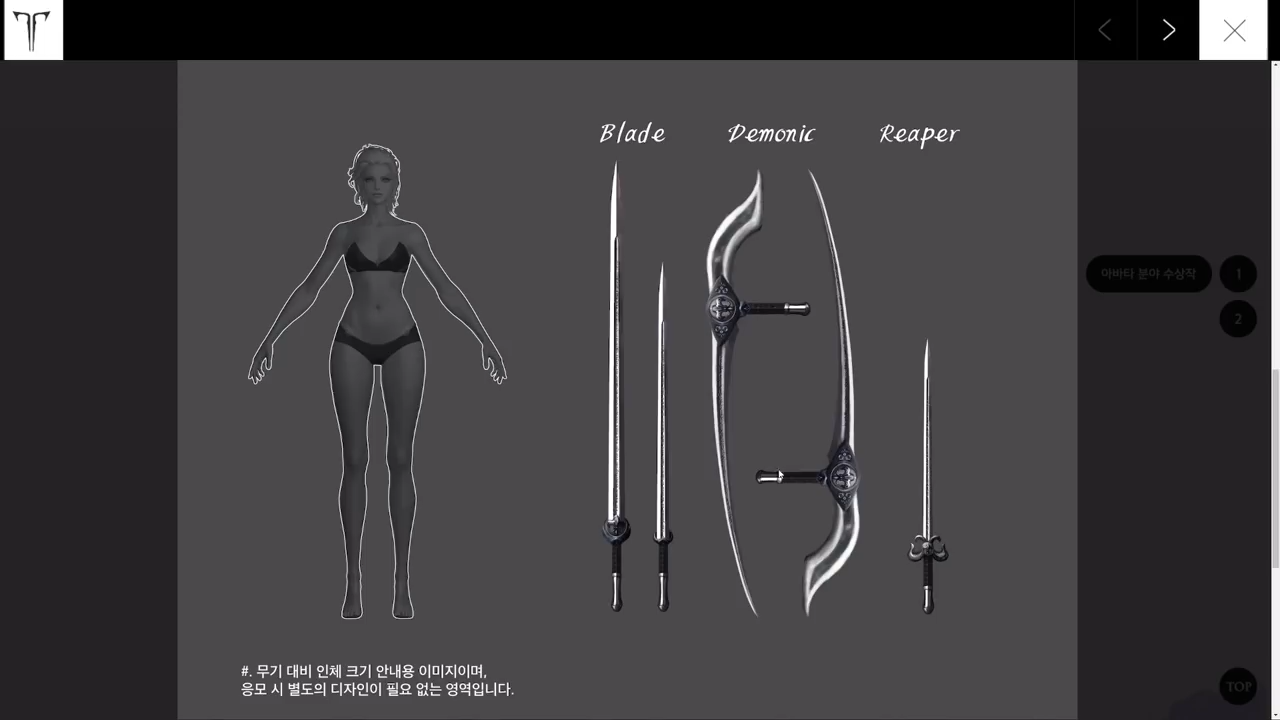 Blade Demonic Reaper
아바타 분야 수상작 1
2
#. 무기 대비 인체 크기 안내용 이미지이며,
응모 시 별도의 디자인이 필요 없는 영역입니다.
TOP